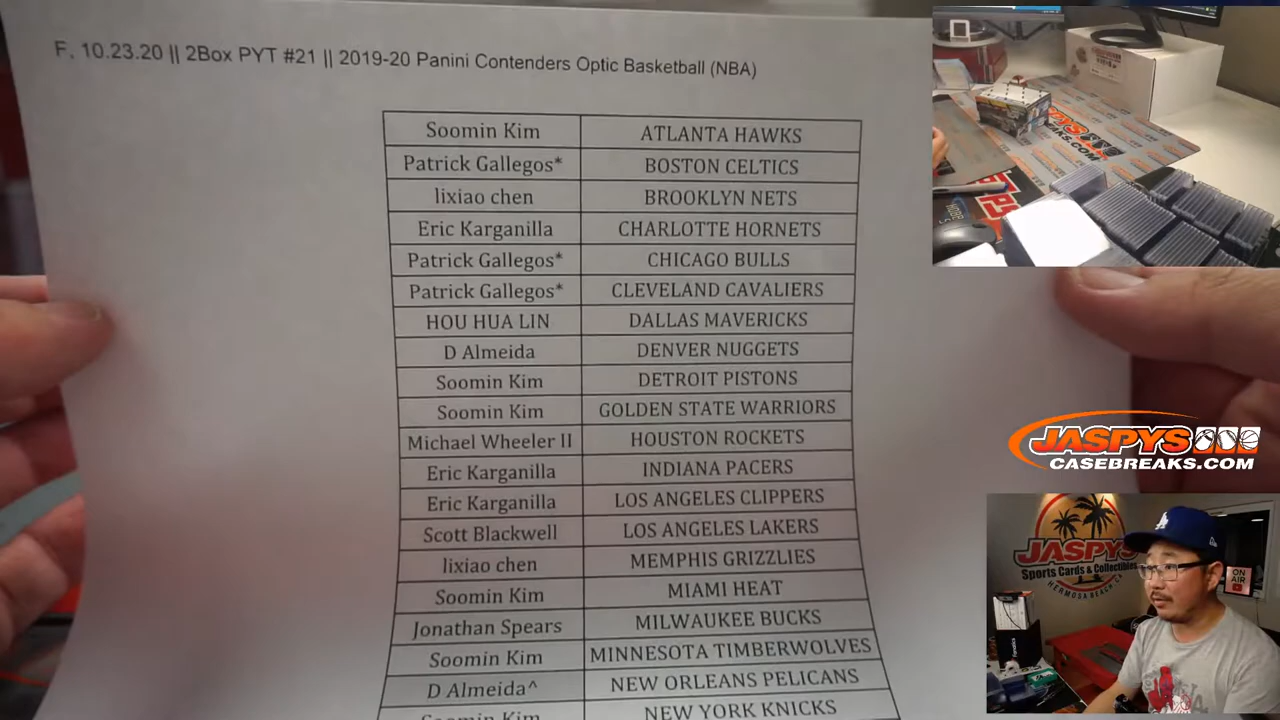 F, 10.23.20 || 2Box PYT #21 || 2019-20 Panini Contenders Optic Basketball (NBA)
Soomin Kim ATLANTA HAWKS
Patrick Gallegos* BOSTON CELTICS
lixiao chen BROOKLYN NETS
Eric Karganilla CHARLOTTE HORNETS
Patrick Gallegos* CHICAGO BULLS
Patrick Gallegos* CLEVELAND CAVALIERS
HOU HUA LIN DALLAS MAVERICKS
D Almeida DENVER NUGGETS
Soomin Kim DETROIT PISTONS
Soomin Kim GOLDEN STATE WARRIORS
Michael Wheeler II HOUSTON ROCKETS
Eric Karganilla INDIANA PACERS
Eric Karganilla LOS ANGELES CLIPPERS
Scott Blackwell LOS ANGELES LAKERS
lixiao chen MEMPHIS GRIZZLIES
Soomin Kim MIAMI HEAT
Jonathan Spears MILWAUKEE BUCKS
Soomin Kim MINNESOTA TIMBERWOLVES
D Almeida^ NEW ORLEANS PELICANS
Soomin Kim NEW YORK KNICKS
JASPYS
CASEBREAKS.COM
JASPYS
Sports Cards & Collectibles
HERMOSA BEACH, CA
ON
AIR
LA